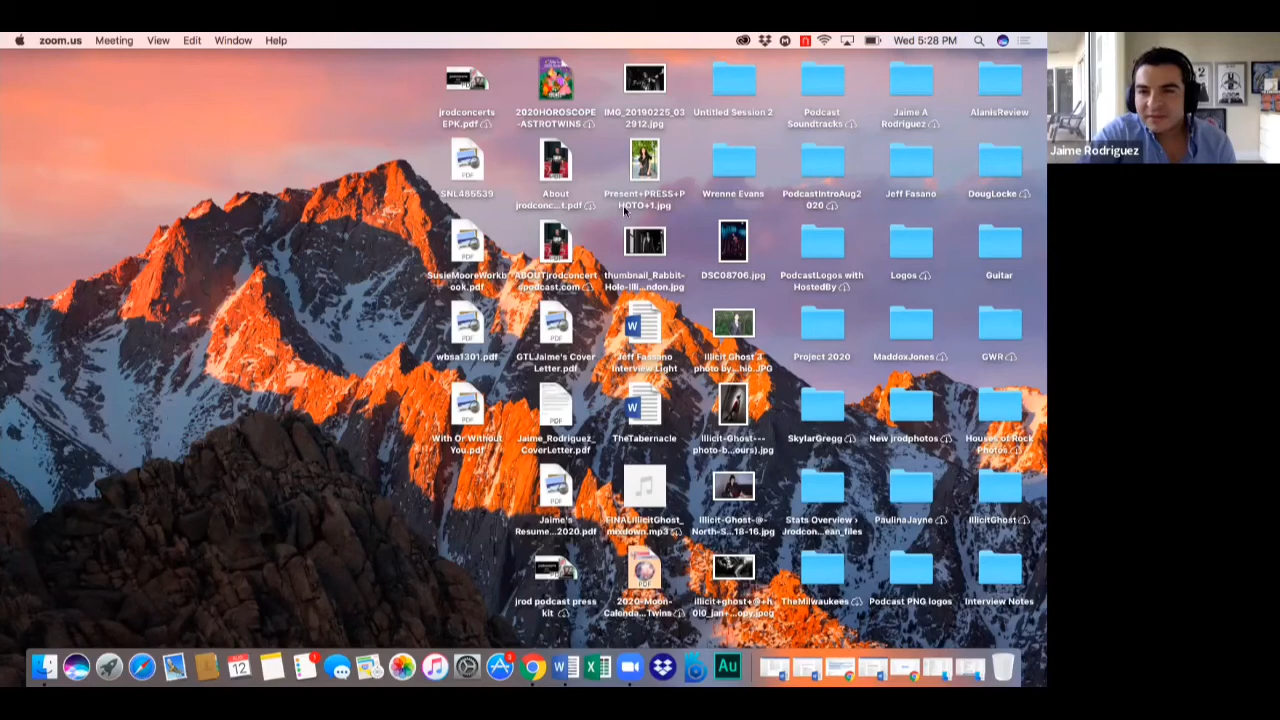 zoom.us Meeting View Edit Window Help
Wed 5:28 PM
Jaime Rodriguez
jrodconcerts
EPK.pdf
2020HOROSCOPE
-ASTROTWINS
IMG_20190225_03
2912.jpg
Untitled Session 2
Podcast
Soundtracks
Jaime A
Rodriguez
AlanisReview
SNL485539
About
jrodconc...t.pdf
Present+PRESS+P
HOTO+1.jpg
Wrenne Evans
PodcastIntroAug2
020
Jeff Fasano
DougLocke
SusieMooreWorkb
ook.pdf
ABOUTjrodconcert
spodcast.com
thumbnail_Rabbit-
Hole-Illi...ndon.jpg
DSC08706.jpg
PodcastLogos with
HostedBy
Logos
Guitar
wbsa1301.pdf
GTLJaime's Cover
Letter.pdf
Jeff Fassano
Interview Light
Illicit Ghost 3
photo by...hio.JPG
Project 2020
MaddoxJones
GWR
With Or Without
You.pdf
Jaime_Rodriguez_
CoverLetter.pdf
TheTabernacle
Illicit-Ghost---
photo-b...ours).jpg
SkylarGregg
New jrodphotos
Houses of Rock
Photos
Jaime's
Resume...2020.pdf
FINALIllicitGhost_
mixdown.mp3
Illicit-Ghost-@-
North-S...18-16.jpg
Stats Overview ›
Jrodcon...ean_files
PaulinaJayne
IllicitGhost
jrod podcast press
kit
2020-Moon-
Calenda...Twins
illicit+ghost+@+h
TheMilwaukees
Podcast PNG logos
Interview Notes
12
Au